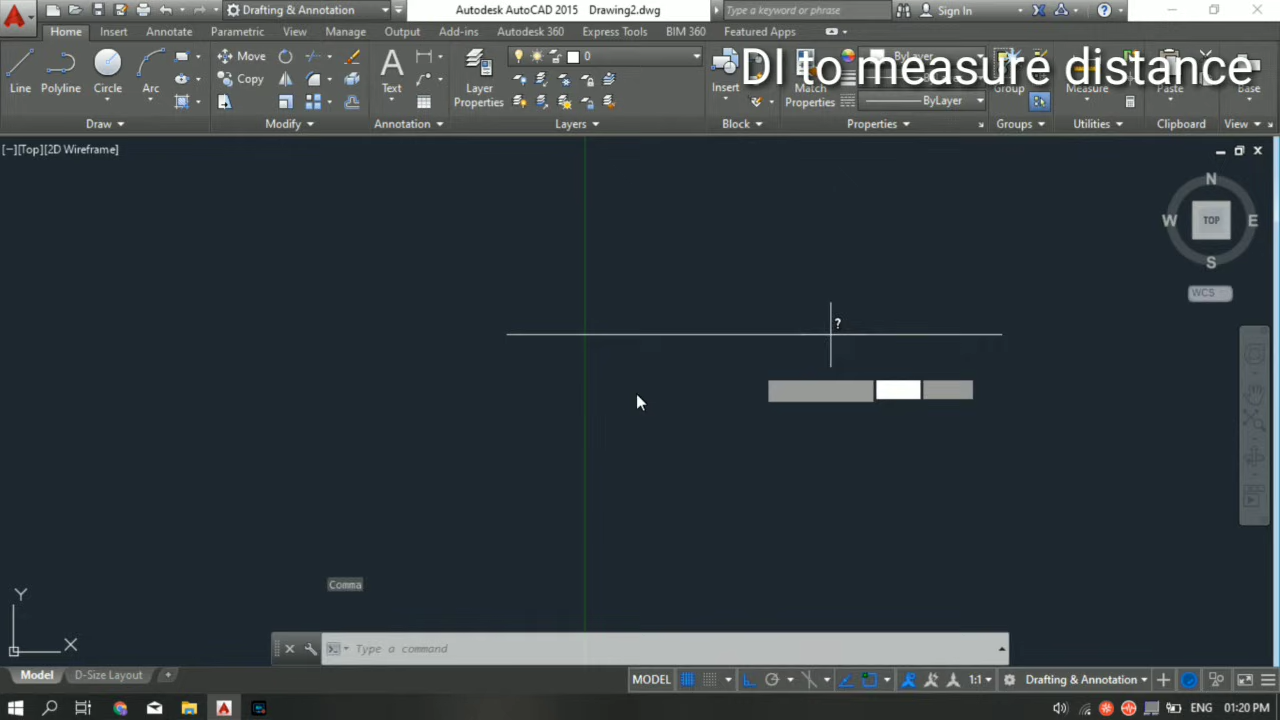 Drafting & Annotation
Autodesk AutoCAD 2015 Drawing2.dwg
Type a keyword or phrase
Sign In
Home Insert Annotate Parametric View Manage Output Add-ins Autodesk 360 Express Tools BIM 360 Featured Apps
DI to measure distance
Line
Polyline
Circle
Arc
Move
Copy
Text
Layer
Properties
0
Insert
Match
Properties
ByLayer
ByLayer
Group
Measure
Paste
Base
Draw
Modify
Annotation
Layers
Block
Properties
Groups
Utilities
Clipboard
View
[−][Top][2D Wireframe]
N
W TOP E
S
WCS
?
Comma
Y
X
Type a command
Model D-Size Layout +
MODEL
1:1
Drafting & Annotation
ENG 01:20 PM